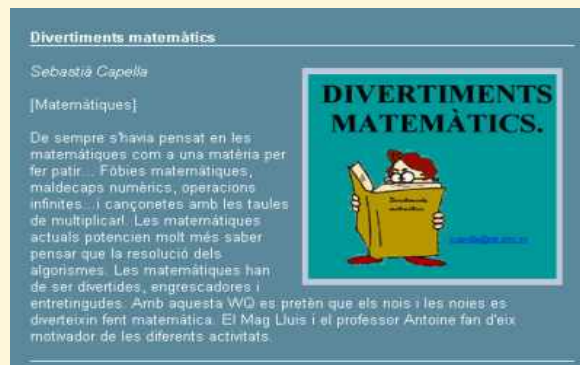 Divertiments matemàtics
Sebastià Capella
[Matemàtiques]
De sempre s'havia pensat en les
matemàtiques com a una matèria per
fer patir... Fòbies matemàtiques,
maldecaps numèrics, operacions
infinites...i cançonetes amb les taules
de multiplicar!. Les matemàtiques
actuals potencien molt més saber
pensar que la resolució dels
algorismes. Les matemàtiques han
de ser divertides, engrescadores i
entretingudes. Amb aquesta WQ es pretèn que els nois i les noies es
diverteixin fent matemàtica. El Mag Lluis i el professor Antoine fan d'eix
motivador de les diferents activitats.
DIVERTIMENTS
MATEMÀTICS.
Divertiments
matemàtics